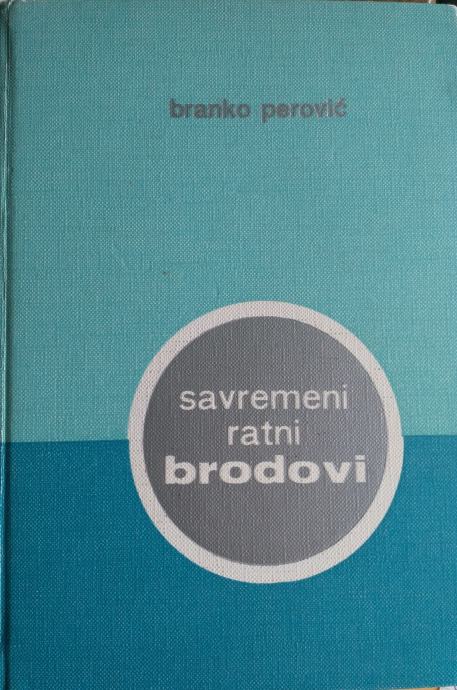 branko perović
savremeni
ratni
brodovi